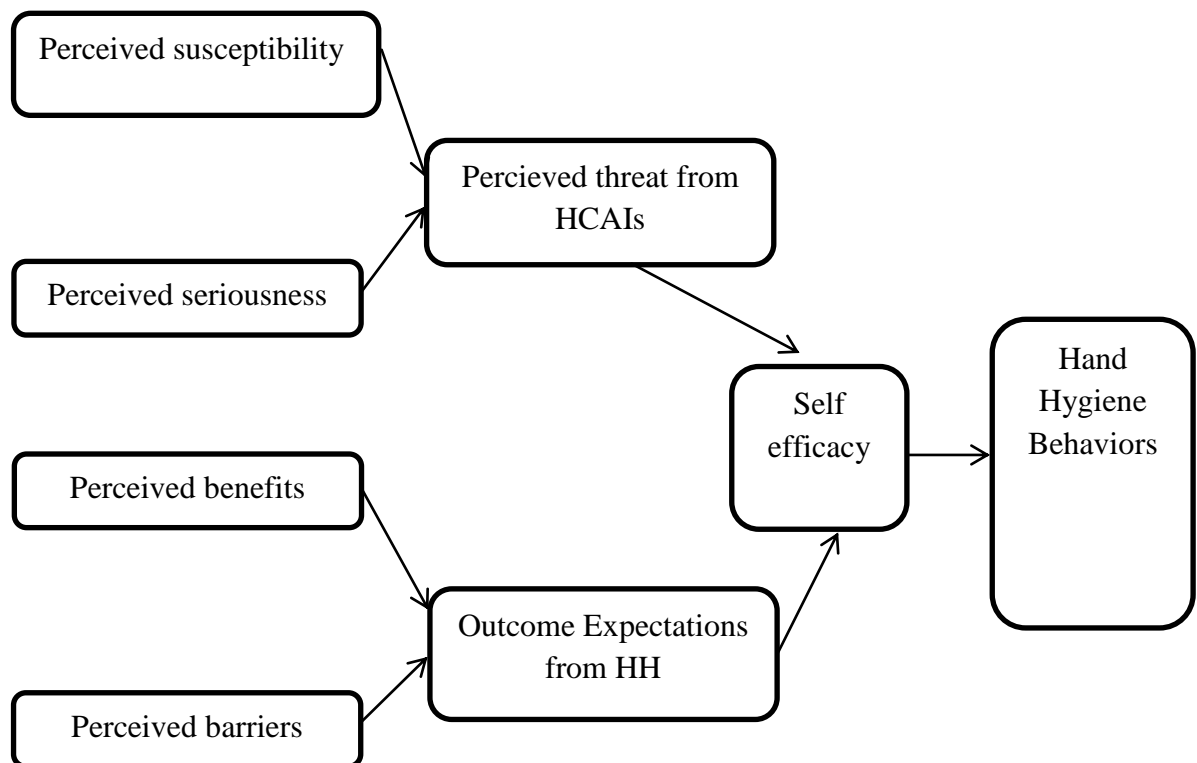 Perceived susceptibility
Percieved threat from
HCAIs
Perceived seriousness
Self
efficacy
Hand
Hygiene
Behaviors
Perceived benefits
Outcome Expectations
from HH
Perceived barriers